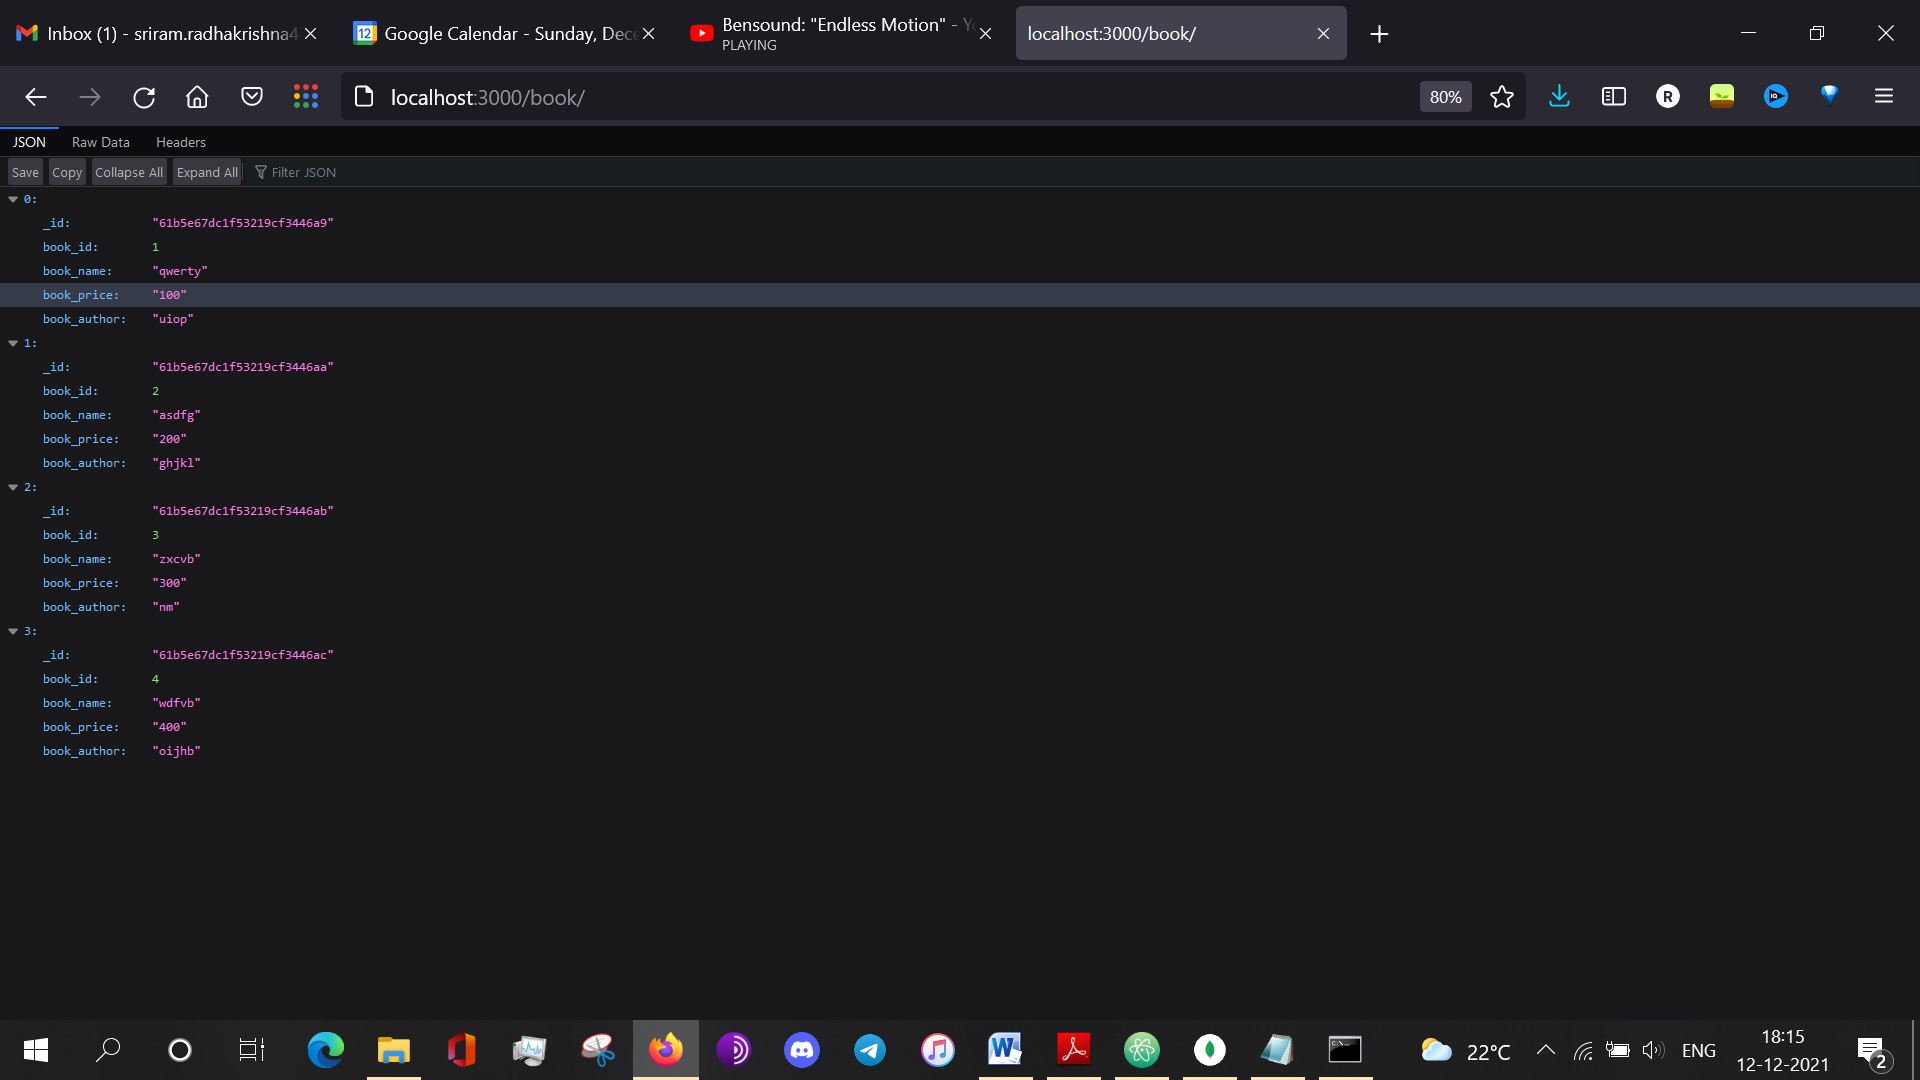 Inbox (1) - sriram.radhakrishna4
Google Calendar - Sunday, Dece
Bensound: "Endless Motion" - Y
PLAYING
localhost:3000/book/
localhost:3000/book/
80%
JSON Raw Data Headers
Save Copy Collapse All Expand All Filter JSON
0:
_id: "61b5e67dc1f53219cf3446a9"
book_id: 1
book_name: "qwerty"
book_price: "100"
book_author: "uiop"
1:
_id: "61b5e67dc1f53219cf3446aa"
book_id: 2
book_name: "asdfg"
book_price: "200"
book_author: "ghjkl"
2:
_id: "61b5e67dc1f53219cf3446ab"
book_id: 3
book_name: "zxcvb"
book_price: "300"
book_author: "nm"
3:
_id: "61b5e67dc1f53219cf3446ac"
book_id: 4
book_name: "wdfvb"
book_price: "400"
book_author: "oijhb"
22°C
ENG
18:15
12-12-2021
2